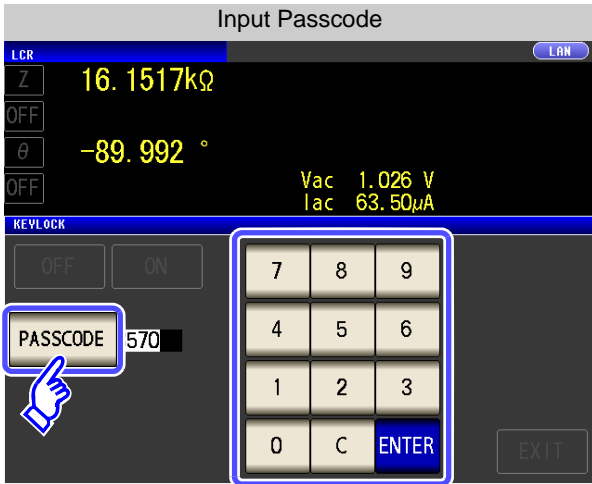 Input Passcode
LCR
LAN
Z 16.1517kΩ
OFF
θ -89.992 °
OFF
Vac 1.026 V
Iac 63.50μA
KEYLOCK
OFF ON
7 8 9
PASSCODE 570
4 5 6
1 2 3
0 C ENTER
EXIT